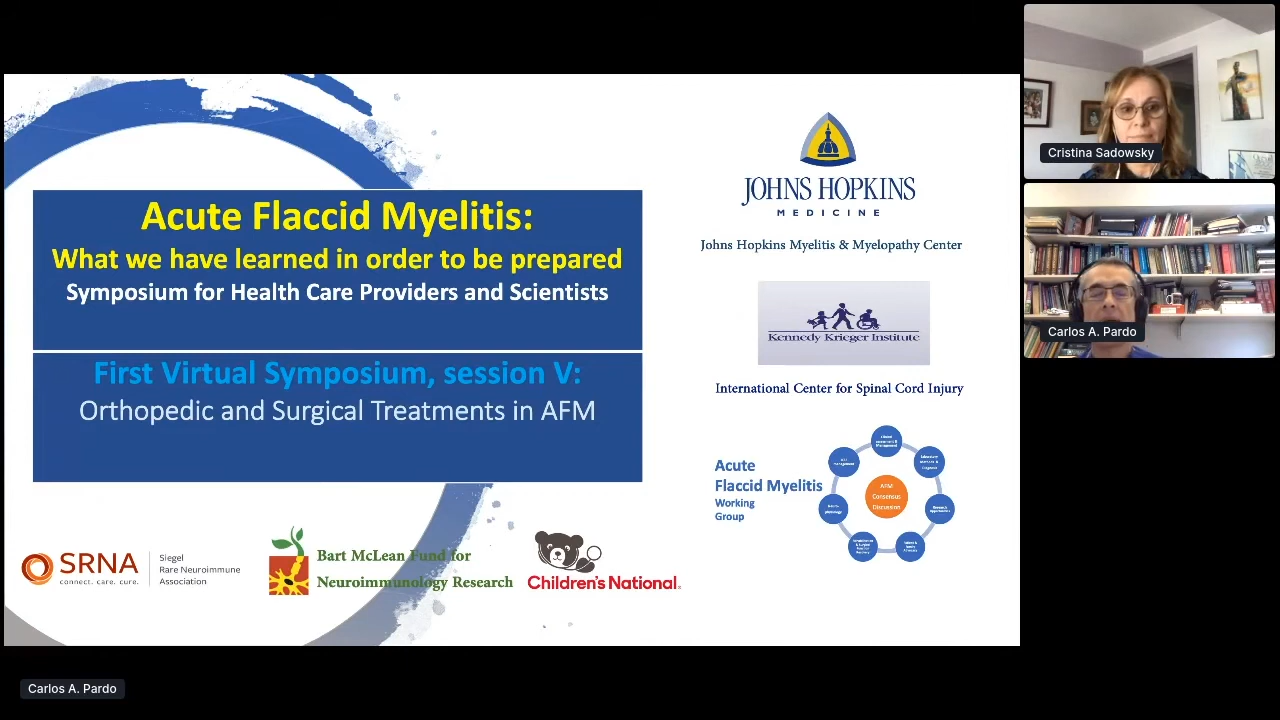 Acute Flaccid Myelitis:
What we have learned in order to be prepared
Symposium for Health Care Providers and Scientists
First Virtual Symposium, session V:
Orthopedic and Surgical Treatments in AFM
SRNA
connect. care. cure.
Siegel
Rare Neuroimmune
Association
Bart McLean Fund for
Neuroimmunology Research
Children's National
JOHNS HOPKINS
MEDICINE
Johns Hopkins Myelitis & Myelopathy Center
Kennedy Krieger Institute
International Center for Spinal Cord Injury
Acute
Flaccid Myelitis
Working
Group
AFM
Consensus
Discussion
Cristina Sadowsky
Carlos A. Pardo
Carlos A. Pardo